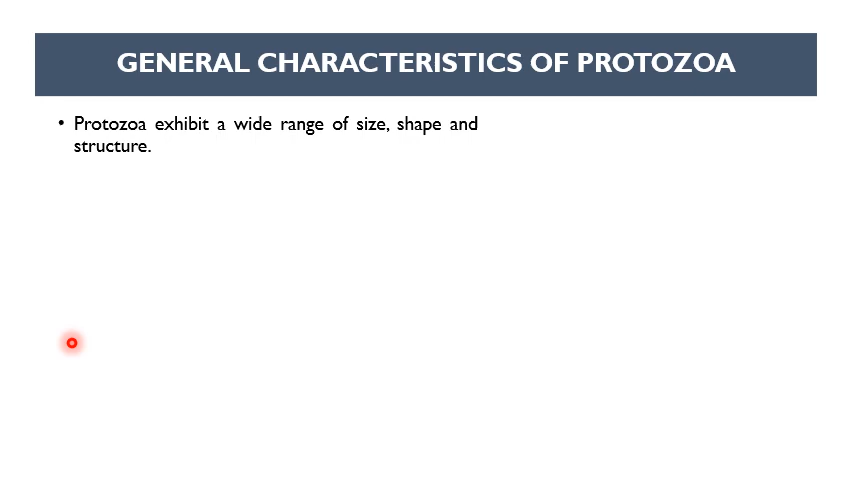 GENERAL CHARACTERISTICS OF PROTOZOA
• Protozoa exhibit a wide range of size, shape and
structure.